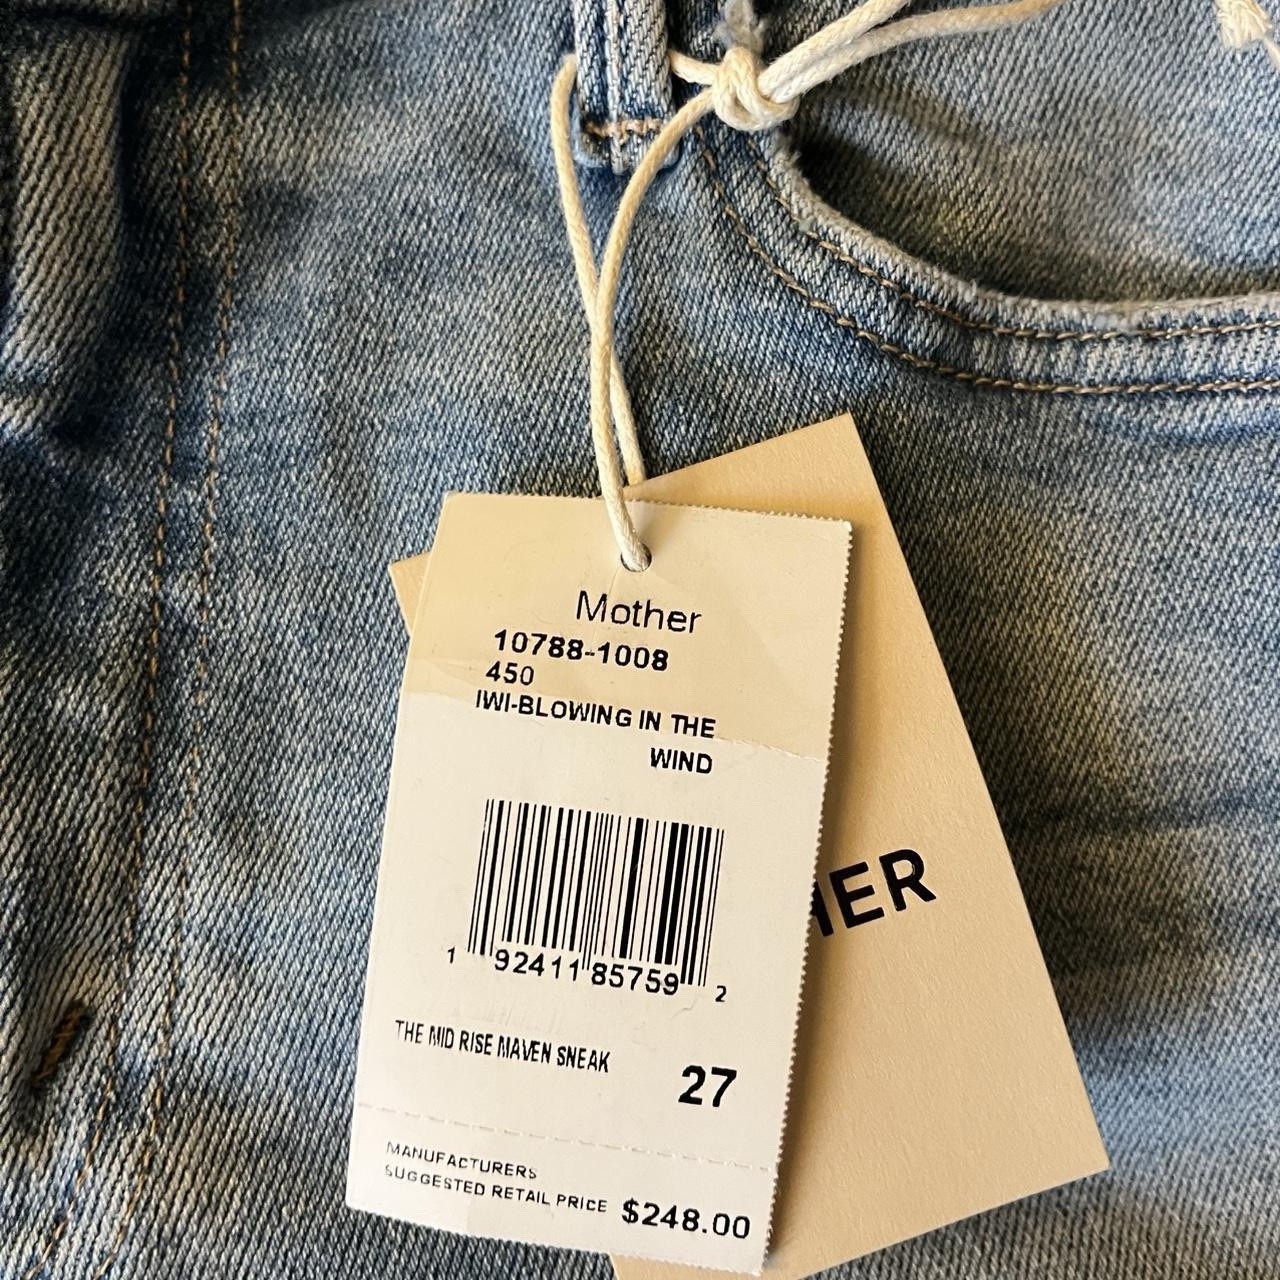 Mother
10788-1008
450
IWI-BLOWING IN THE
WIND
1 92411 85759 2
THE MID RISE MAVEN SNEAK
27
MANUFACTURERS
SUGGESTED RETAIL PRICE $248.00
HER